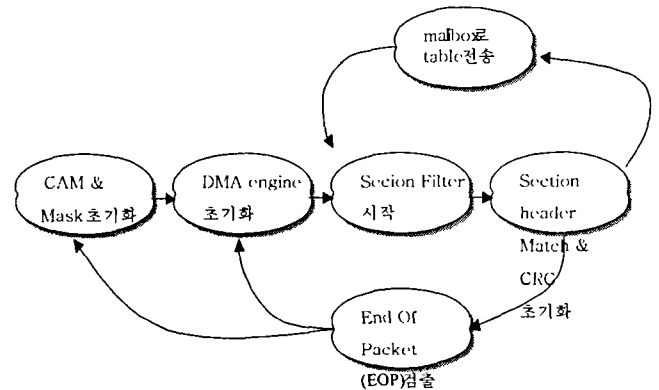 mailbox로
table전송
CAM &
Mask초기화
DMA engine
초기화
Secion Filter
시작
Section
header
Match &
CRC
초기화
End Of
Packet
(EOP)검출